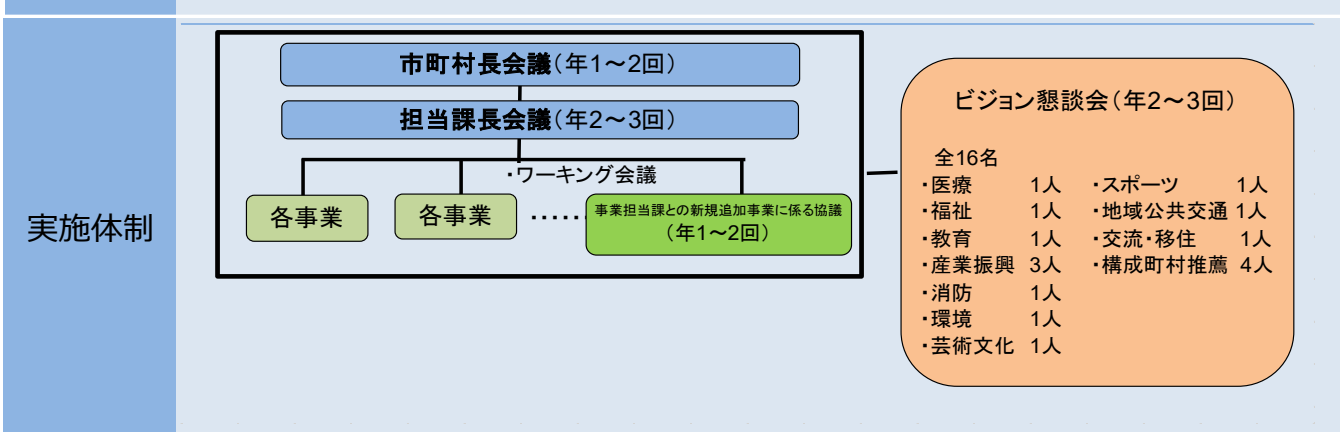 実施体制
市町村長会議(年1~2回)
担当課長会議(年2~3回)
・ワーキング会議
各事業
各事業
……
事業担当課との新規追加事業に係る協議
(年1~2回)
ビジョン懇談会(年2~3回)
全16名
・医療 1人
・福祉 1人
・教育 1人
・産業振興 3人
・消防 1人
・環境 1人
・芸術文化 1人
・スポーツ 1人
・地域公共交通 1人
・交流・移住 1人
・構成町村推薦 4人